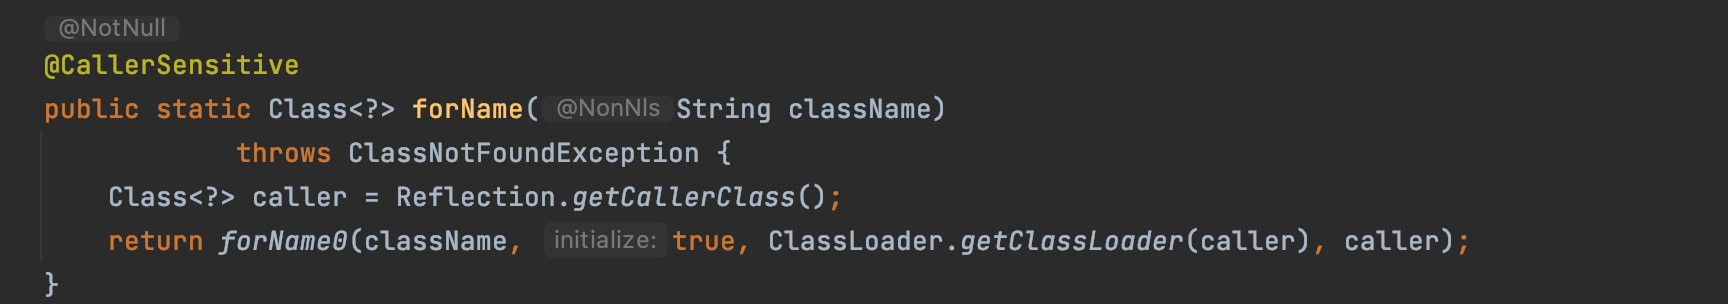 @NotNull
@CallerSensitive
public static Class<?> forName( @NonNls String className)
throws ClassNotFoundException {
Class<?> caller = Reflection.getCallerClass();
return forName0(className, initialize: true, ClassLoader.getClassLoader(caller), caller);
}